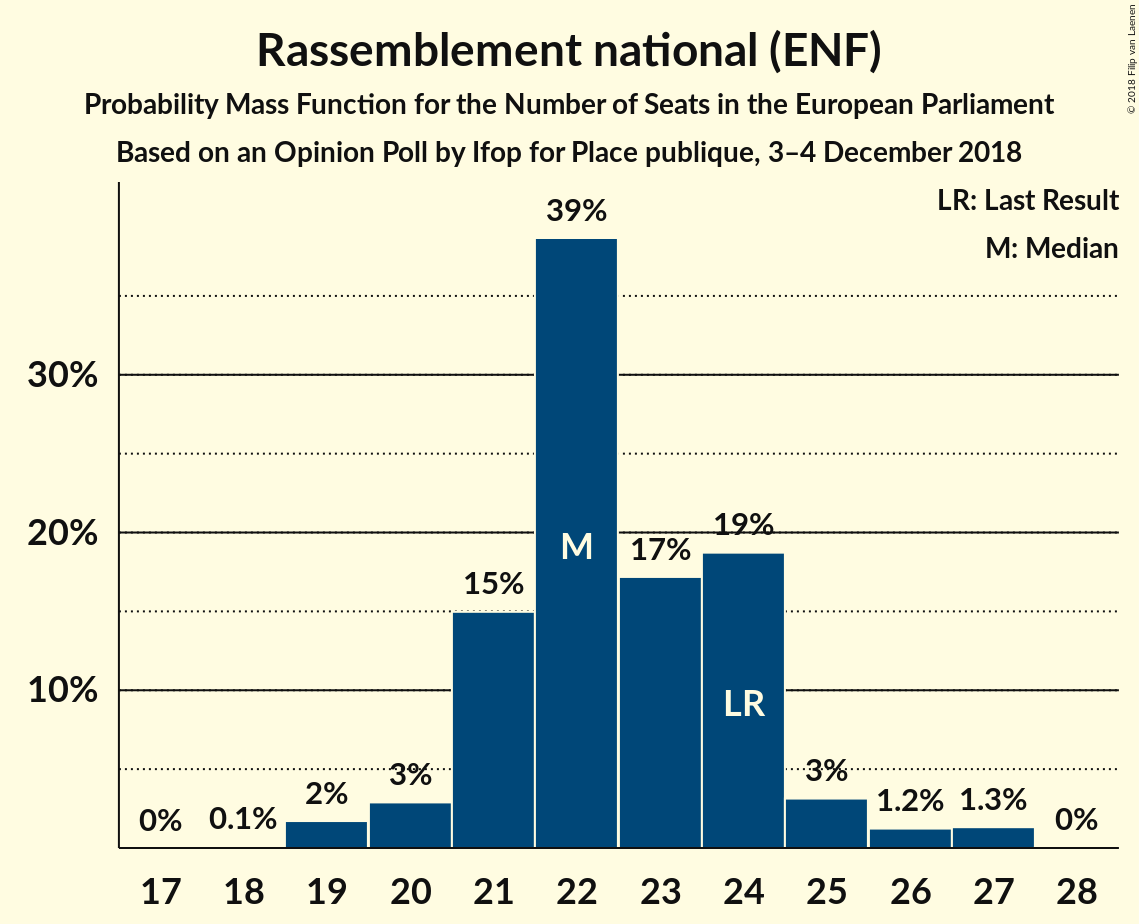 Rassemblement national (ENF)
Probability Mass Function for the Number of Seats in the European Parliament
Based on an Opinion Poll by Ifop for Place publique, 3–4 December 2018
© 2018 Filip van Laenen
LR: Last Result
M: Median
39%
30%
20%
19%
M
17%
15%
10%
LR
3%
3%
2%
1.2%
1.3%
0%
0.1%
0%
17 18 19 20 21 22 23 24 25 26 27 28